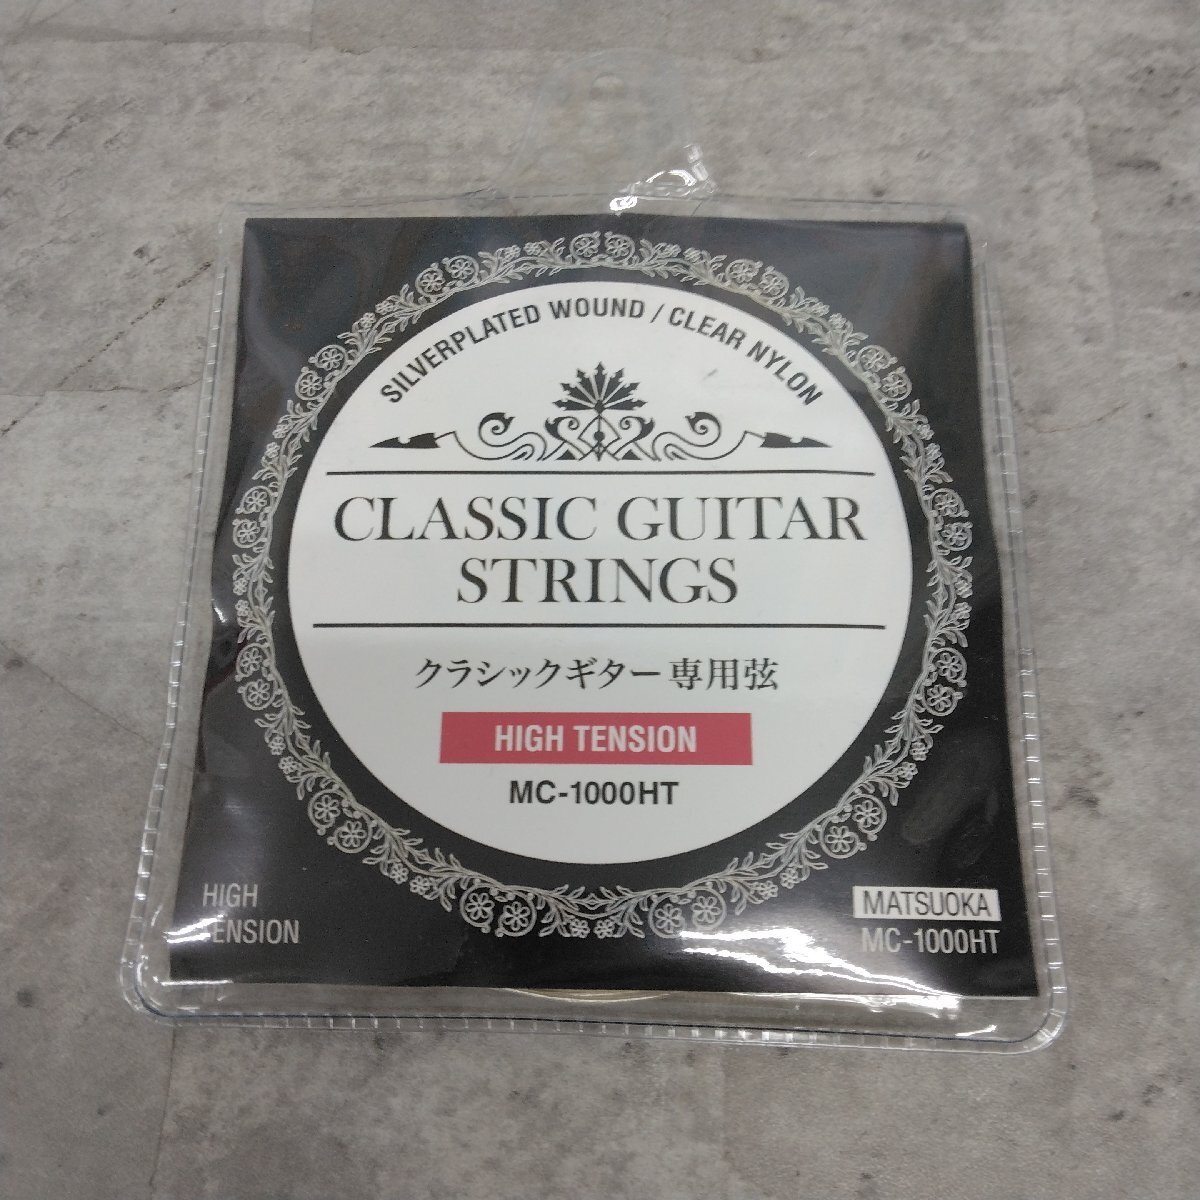 SILVERPLATED WOUND / CLEAR NYLON
CLASSIC GUITAR
STRINGS
クラシックギター専用弦
HIGH TENSION
MC-1000HT
HIGH
TENSION
MATSUOKA
MC-1000HT